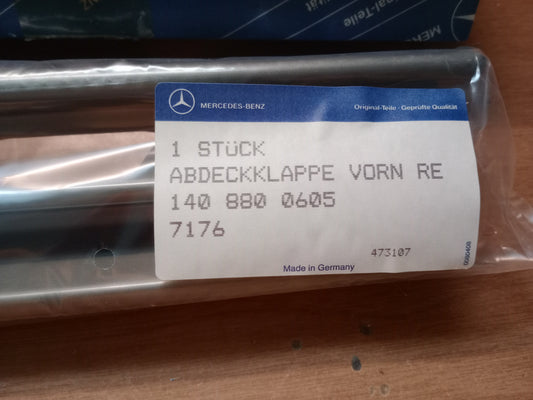 MERCEDES-BENZ
Original-Teile · Geprüfte Qualität
1 STÜCK
ABDECKKLAPPE VORN RE
140 880 0605
7176
473107
Made in Germany